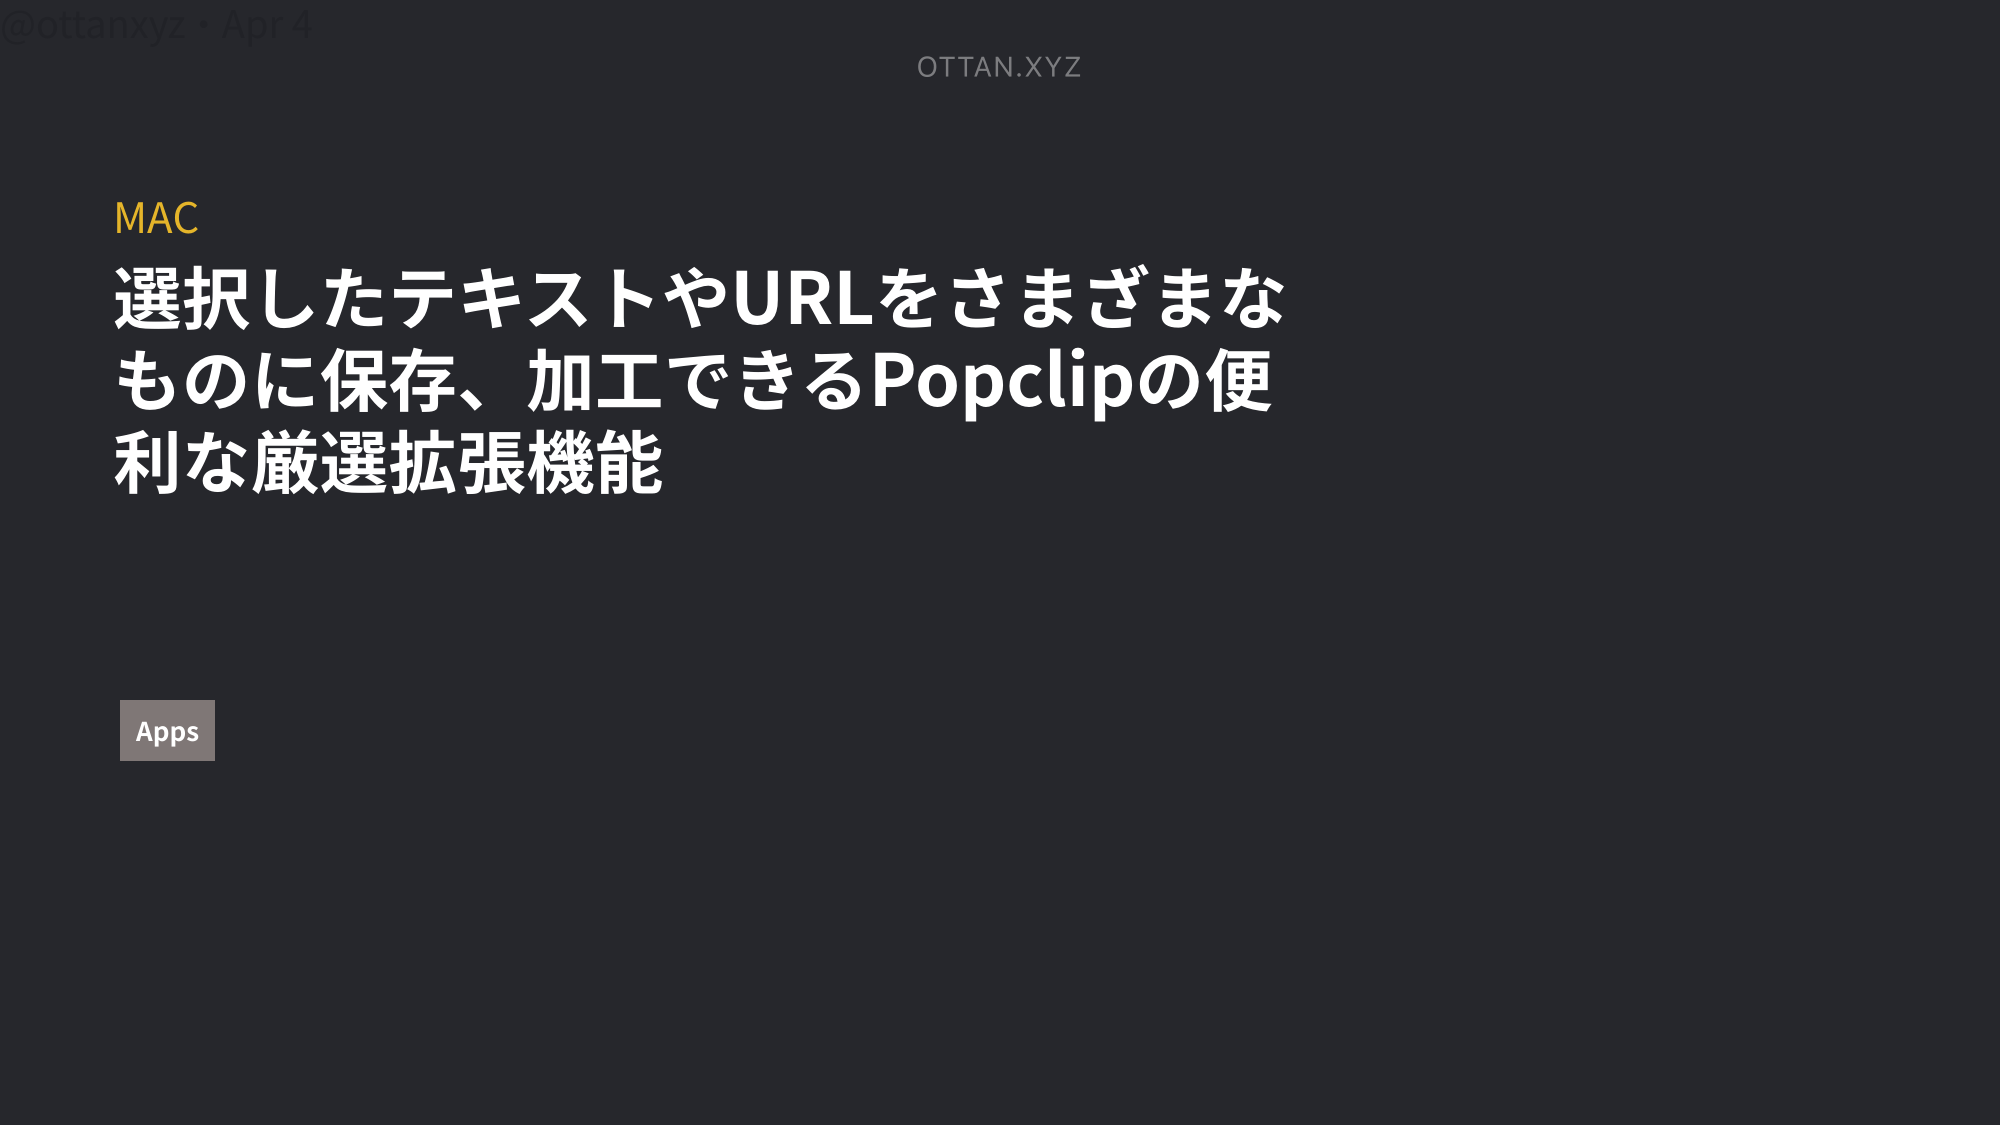 @ottanxyz・Apr 4
OTTAN.XYZ
MAC
選択したテキストやURLをさまざまな
ものに保存、加工できるPopclipの便
利な厳選拡張機能
Apps